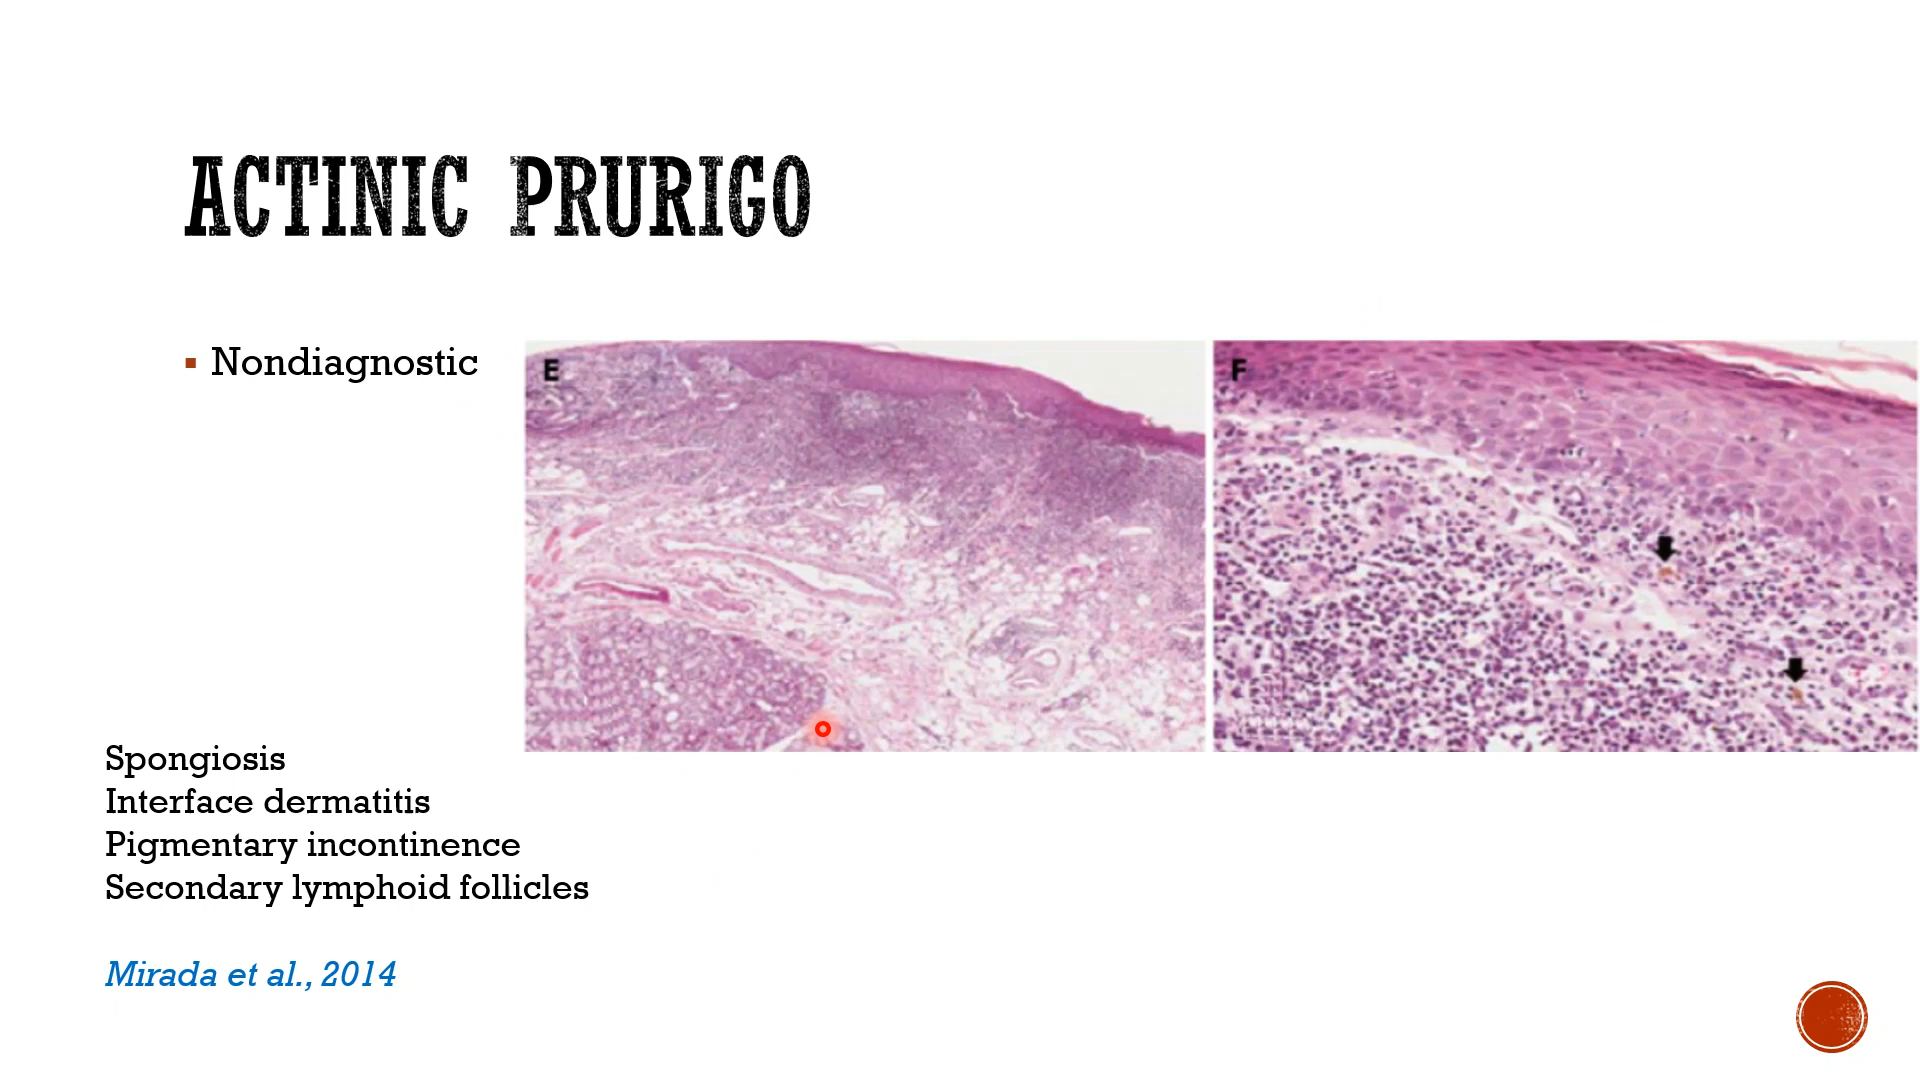 ACTINIC PRURIGO
Nondiagnostic
E
F
Spongiosis
Interface dermatitis
Pigmentary incontinence
Secondary lymphoid follicles
Mirada et al., 2014